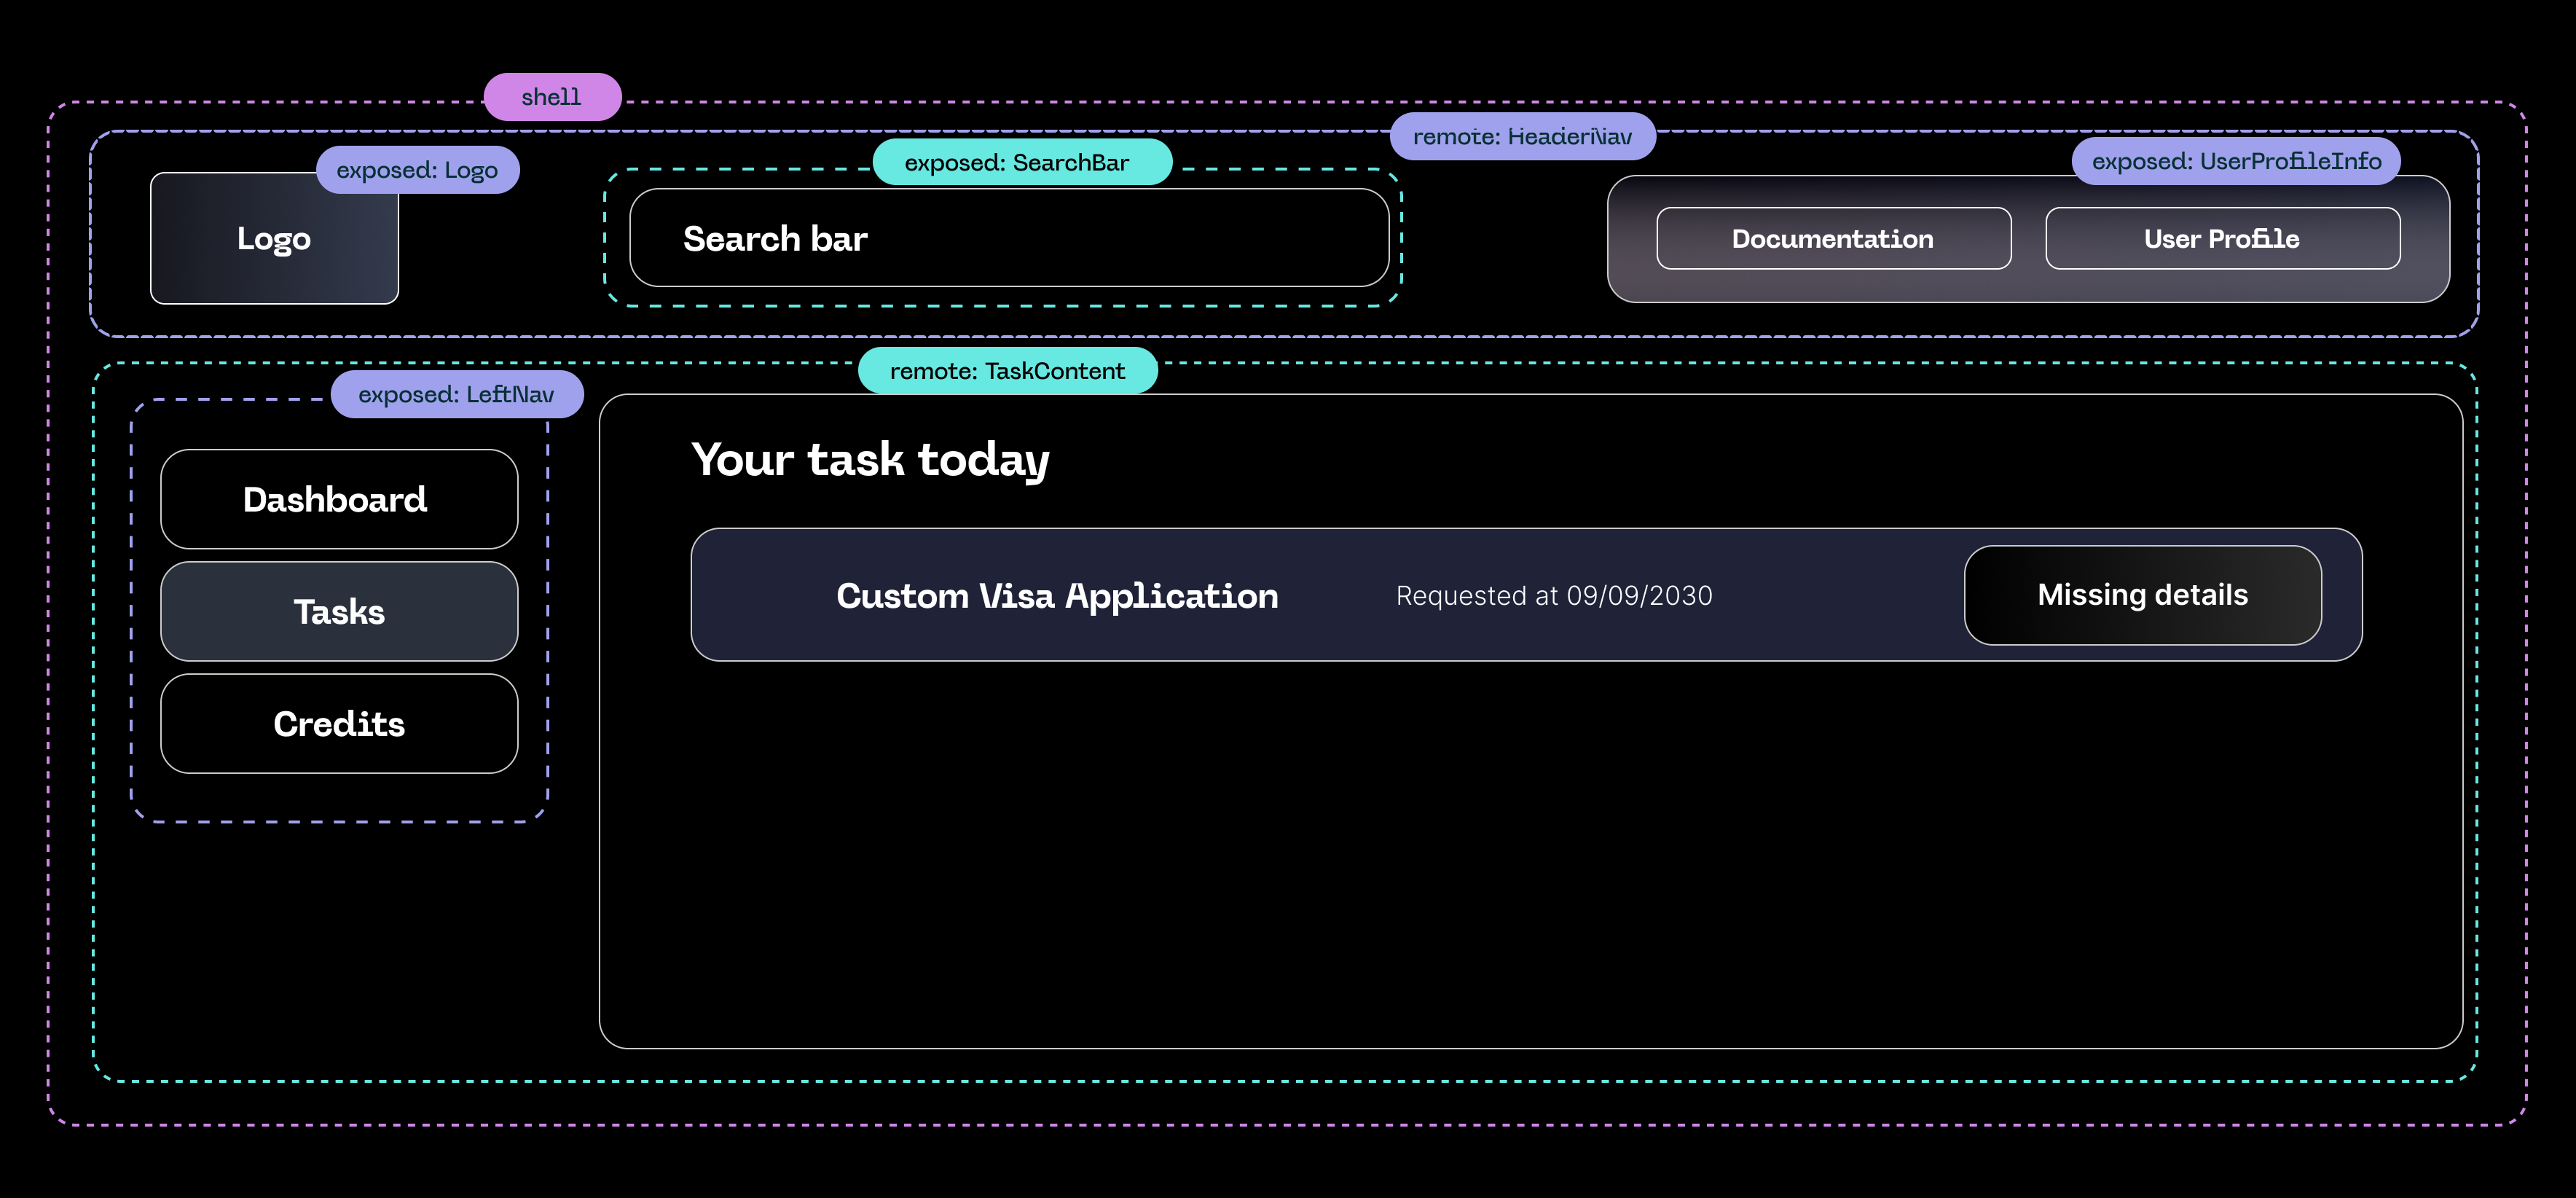 shell
remote: HeaderNav
exposed: Logo
exposed: SearchBar
exposed: UserProfileInfo
Logo
Search bar
Documentation
User Profile
remote: TaskContent
exposed: LeftNav
Dashboard
Tasks
Credits
Your task today
Custom Visa Application
Requested at 09/09/2030
Missing details